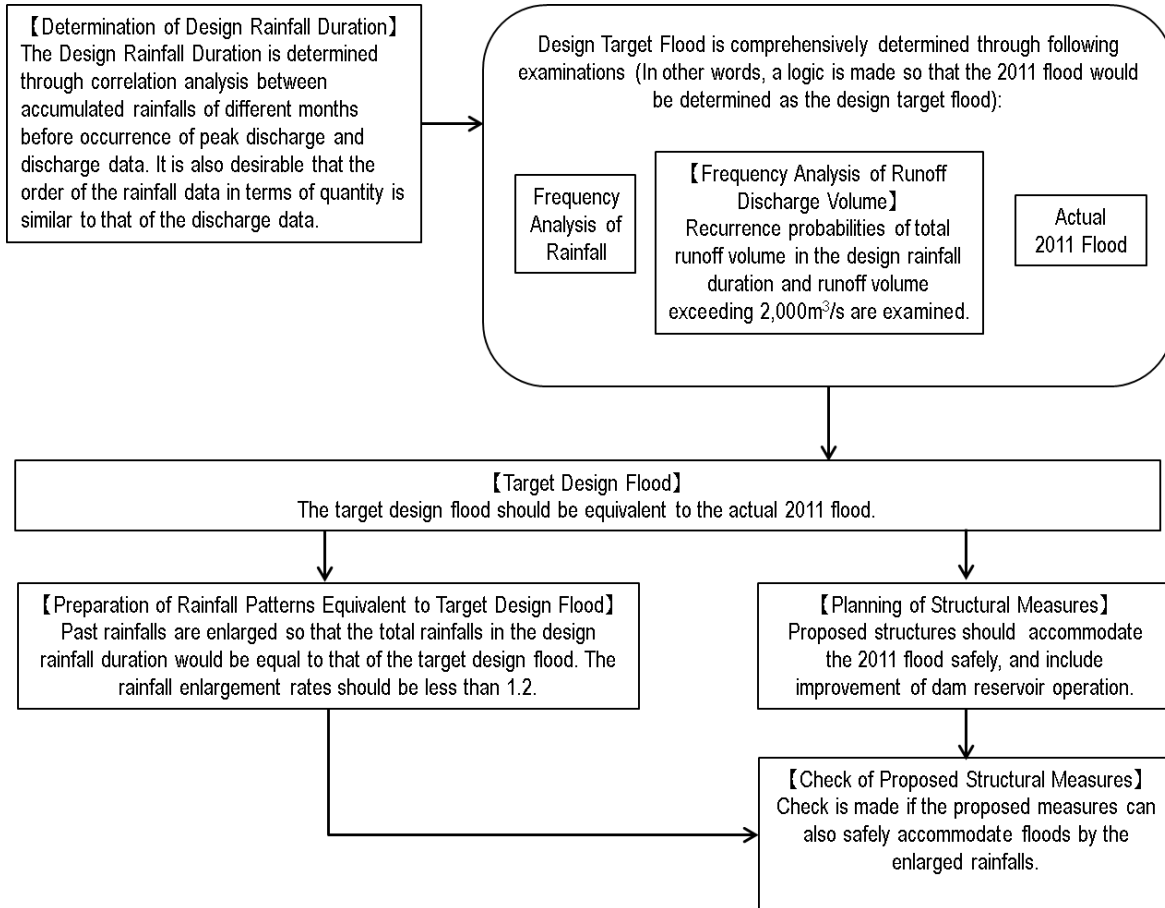 【Determination of Design Rainfall Duration】
The Design Rainfall Duration is determined
through correlation analysis between
accumulated rainfalls of different months
before occurrence of peak discharge and
discharge data. It is also desirable that the
order of the rainfall data in terms of quantity is
similar to that of the discharge data.
Design Target Flood is comprehensively determined through following
examinations (In other words, a logic is made so that the 2011 flood would
be determined as the design target flood):
Frequency
Analysis of
Rainfall
【Frequency Analysis of Runoff
Discharge Volume】
Recurrence probabilities of total
runoff volume in the design rainfall
duration and runoff volume
exceeding 2,000m³/s are examined.
Actual
2011 Flood
【Target Design Flood】
The target design flood should be equivalent to the actual 2011 flood.
【Preparation of Rainfall Patterns Equivalent to Target Design Flood】
Past rainfalls are enlarged so that the total rainfalls in the design
rainfall duration would be equal to that of the target design flood. The
rainfall enlargement rates should be less than 1.2.
【Planning of Structural Measures】
Proposed structures should accommodate
the 2011 flood safely, and include
improvement of dam reservoir operation.
【Check of Proposed Structural Measures】
Check is made if the proposed measures can
also safely accommodate floods by the
enlarged rainfalls.